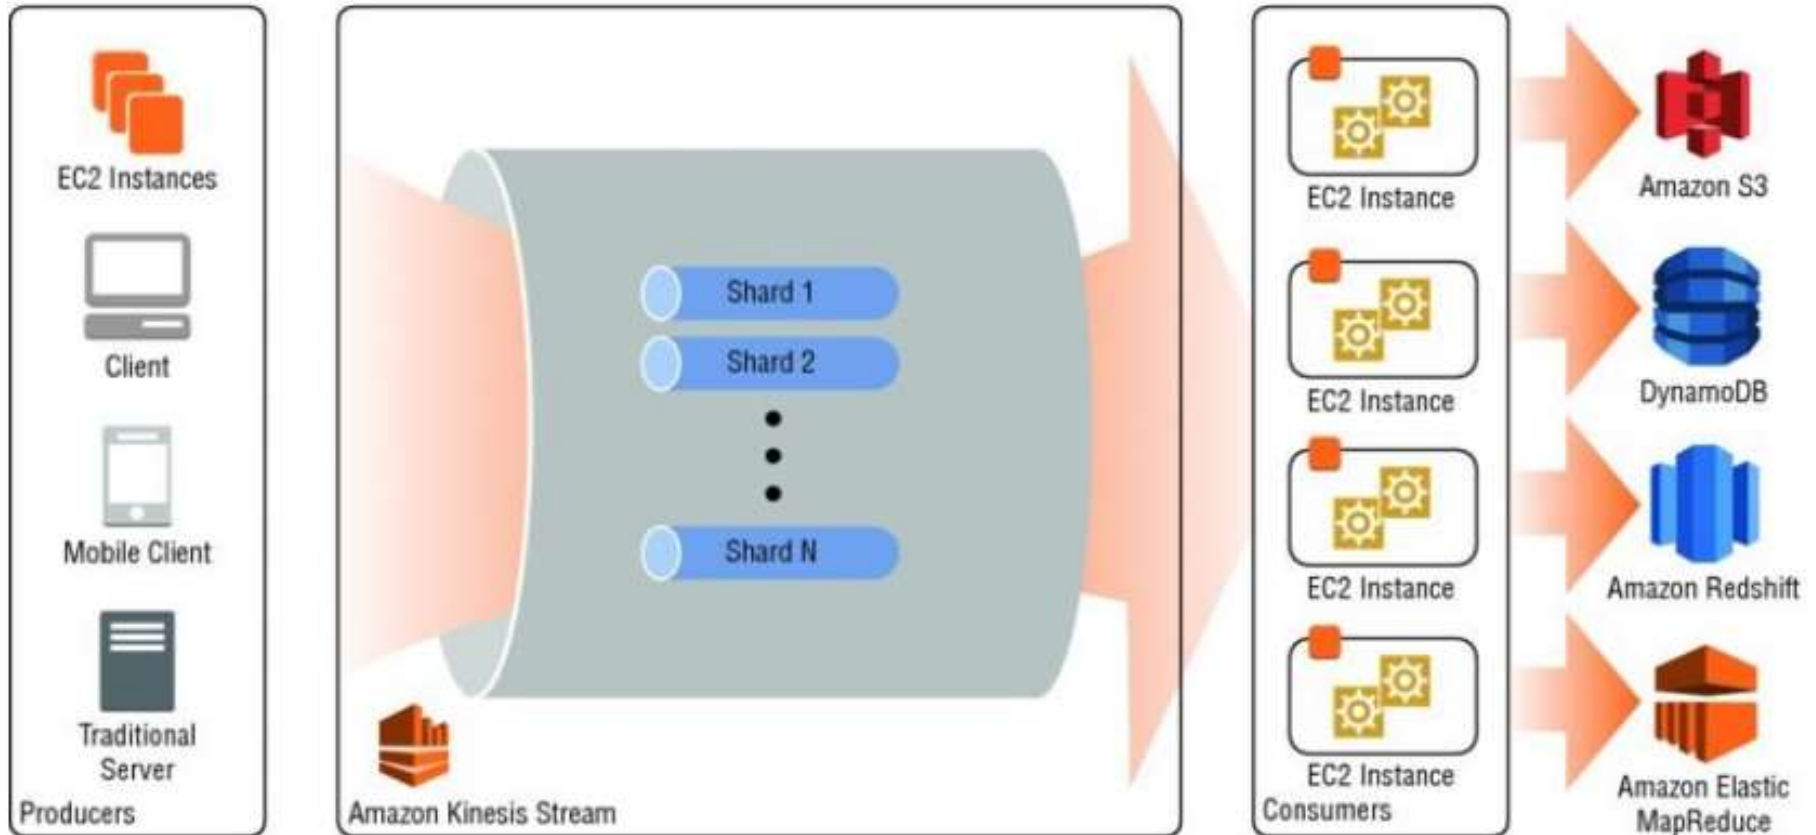 EC2 Instances
Client
Mobile Client
Traditional
Server
Producers
Shard 1
Shard 2
Shard N
Amazon Kinesis Stream
EC2 Instance
EC2 Instance
EC2 Instance
EC2 Instance
Consumers
Amazon S3
DynamoDB
Amazon Redshift
Amazon Elastic
MapReduce